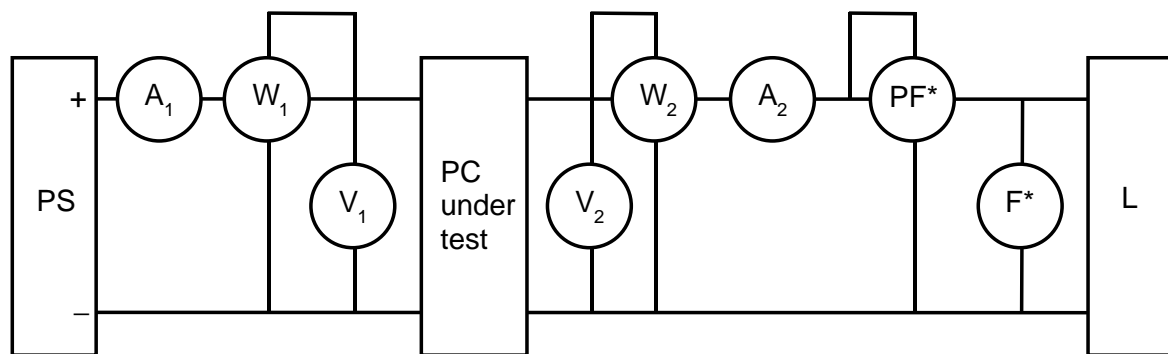 PS
+
–
A₁
W₁
V₁
PC
under
test
V₂
W₂
A₂
PF*
F*
L